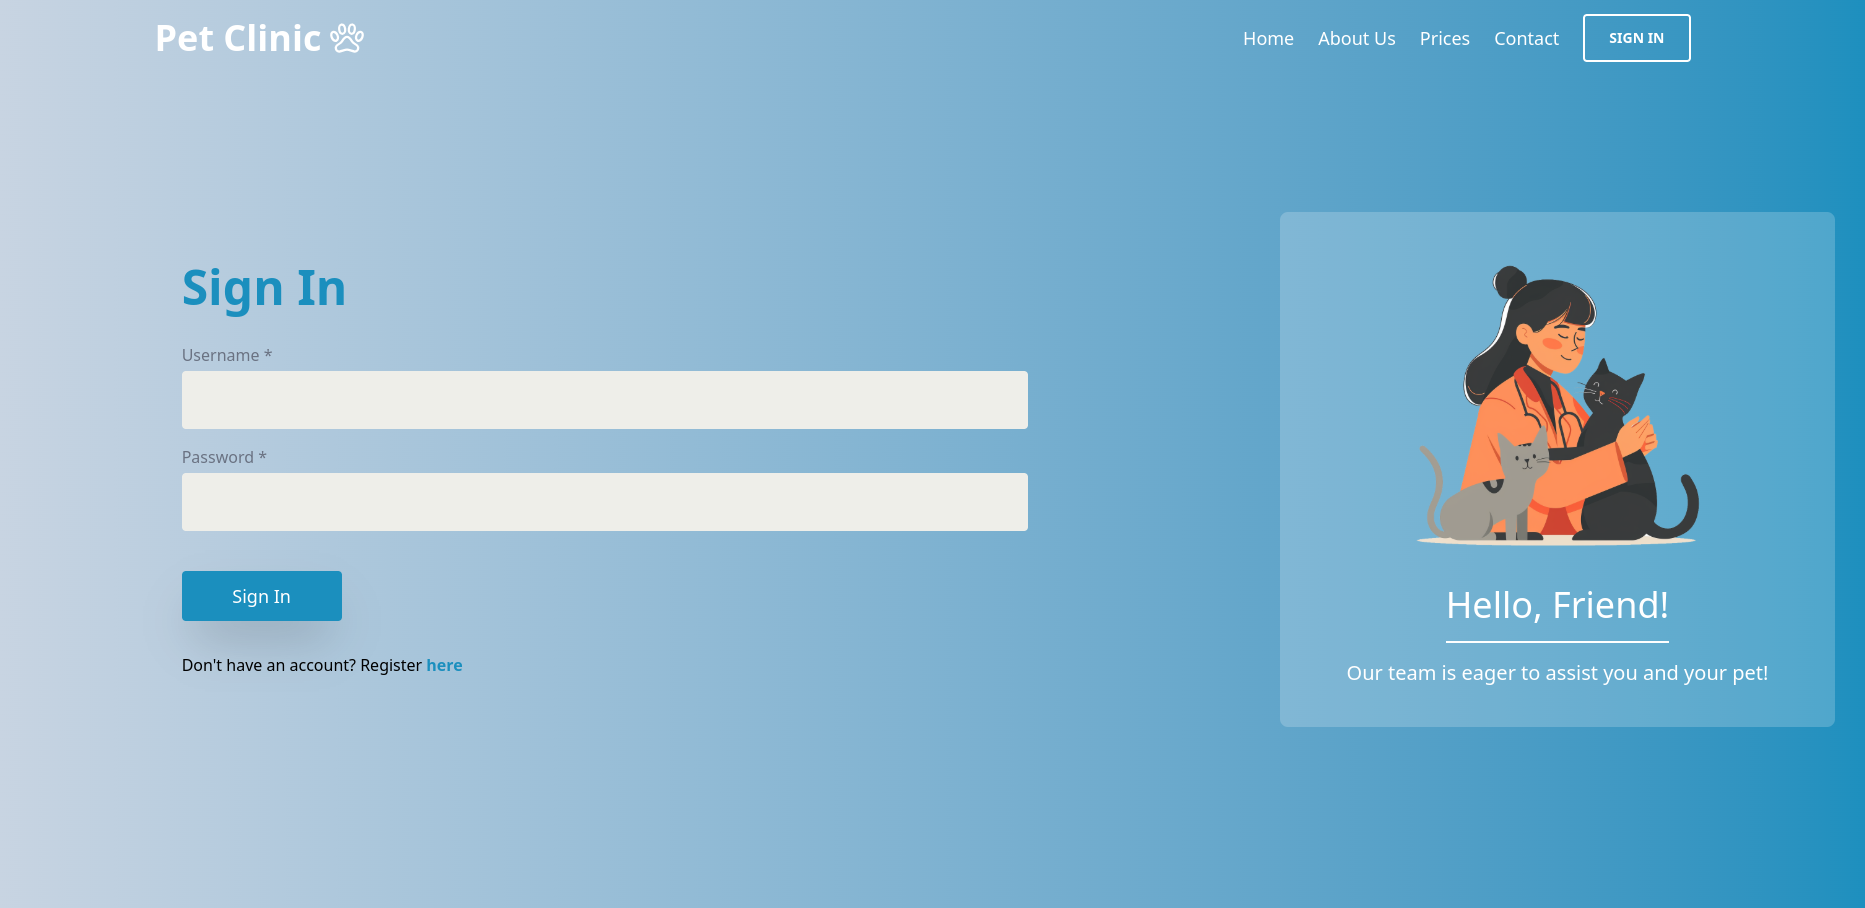 Pet Clinic
Home About Us Prices Contact SIGN IN
Sign In
Username *
Password *
Sign In
Don't have an account? Register here
Hello, Friend!
Our team is eager to assist you and your pet!